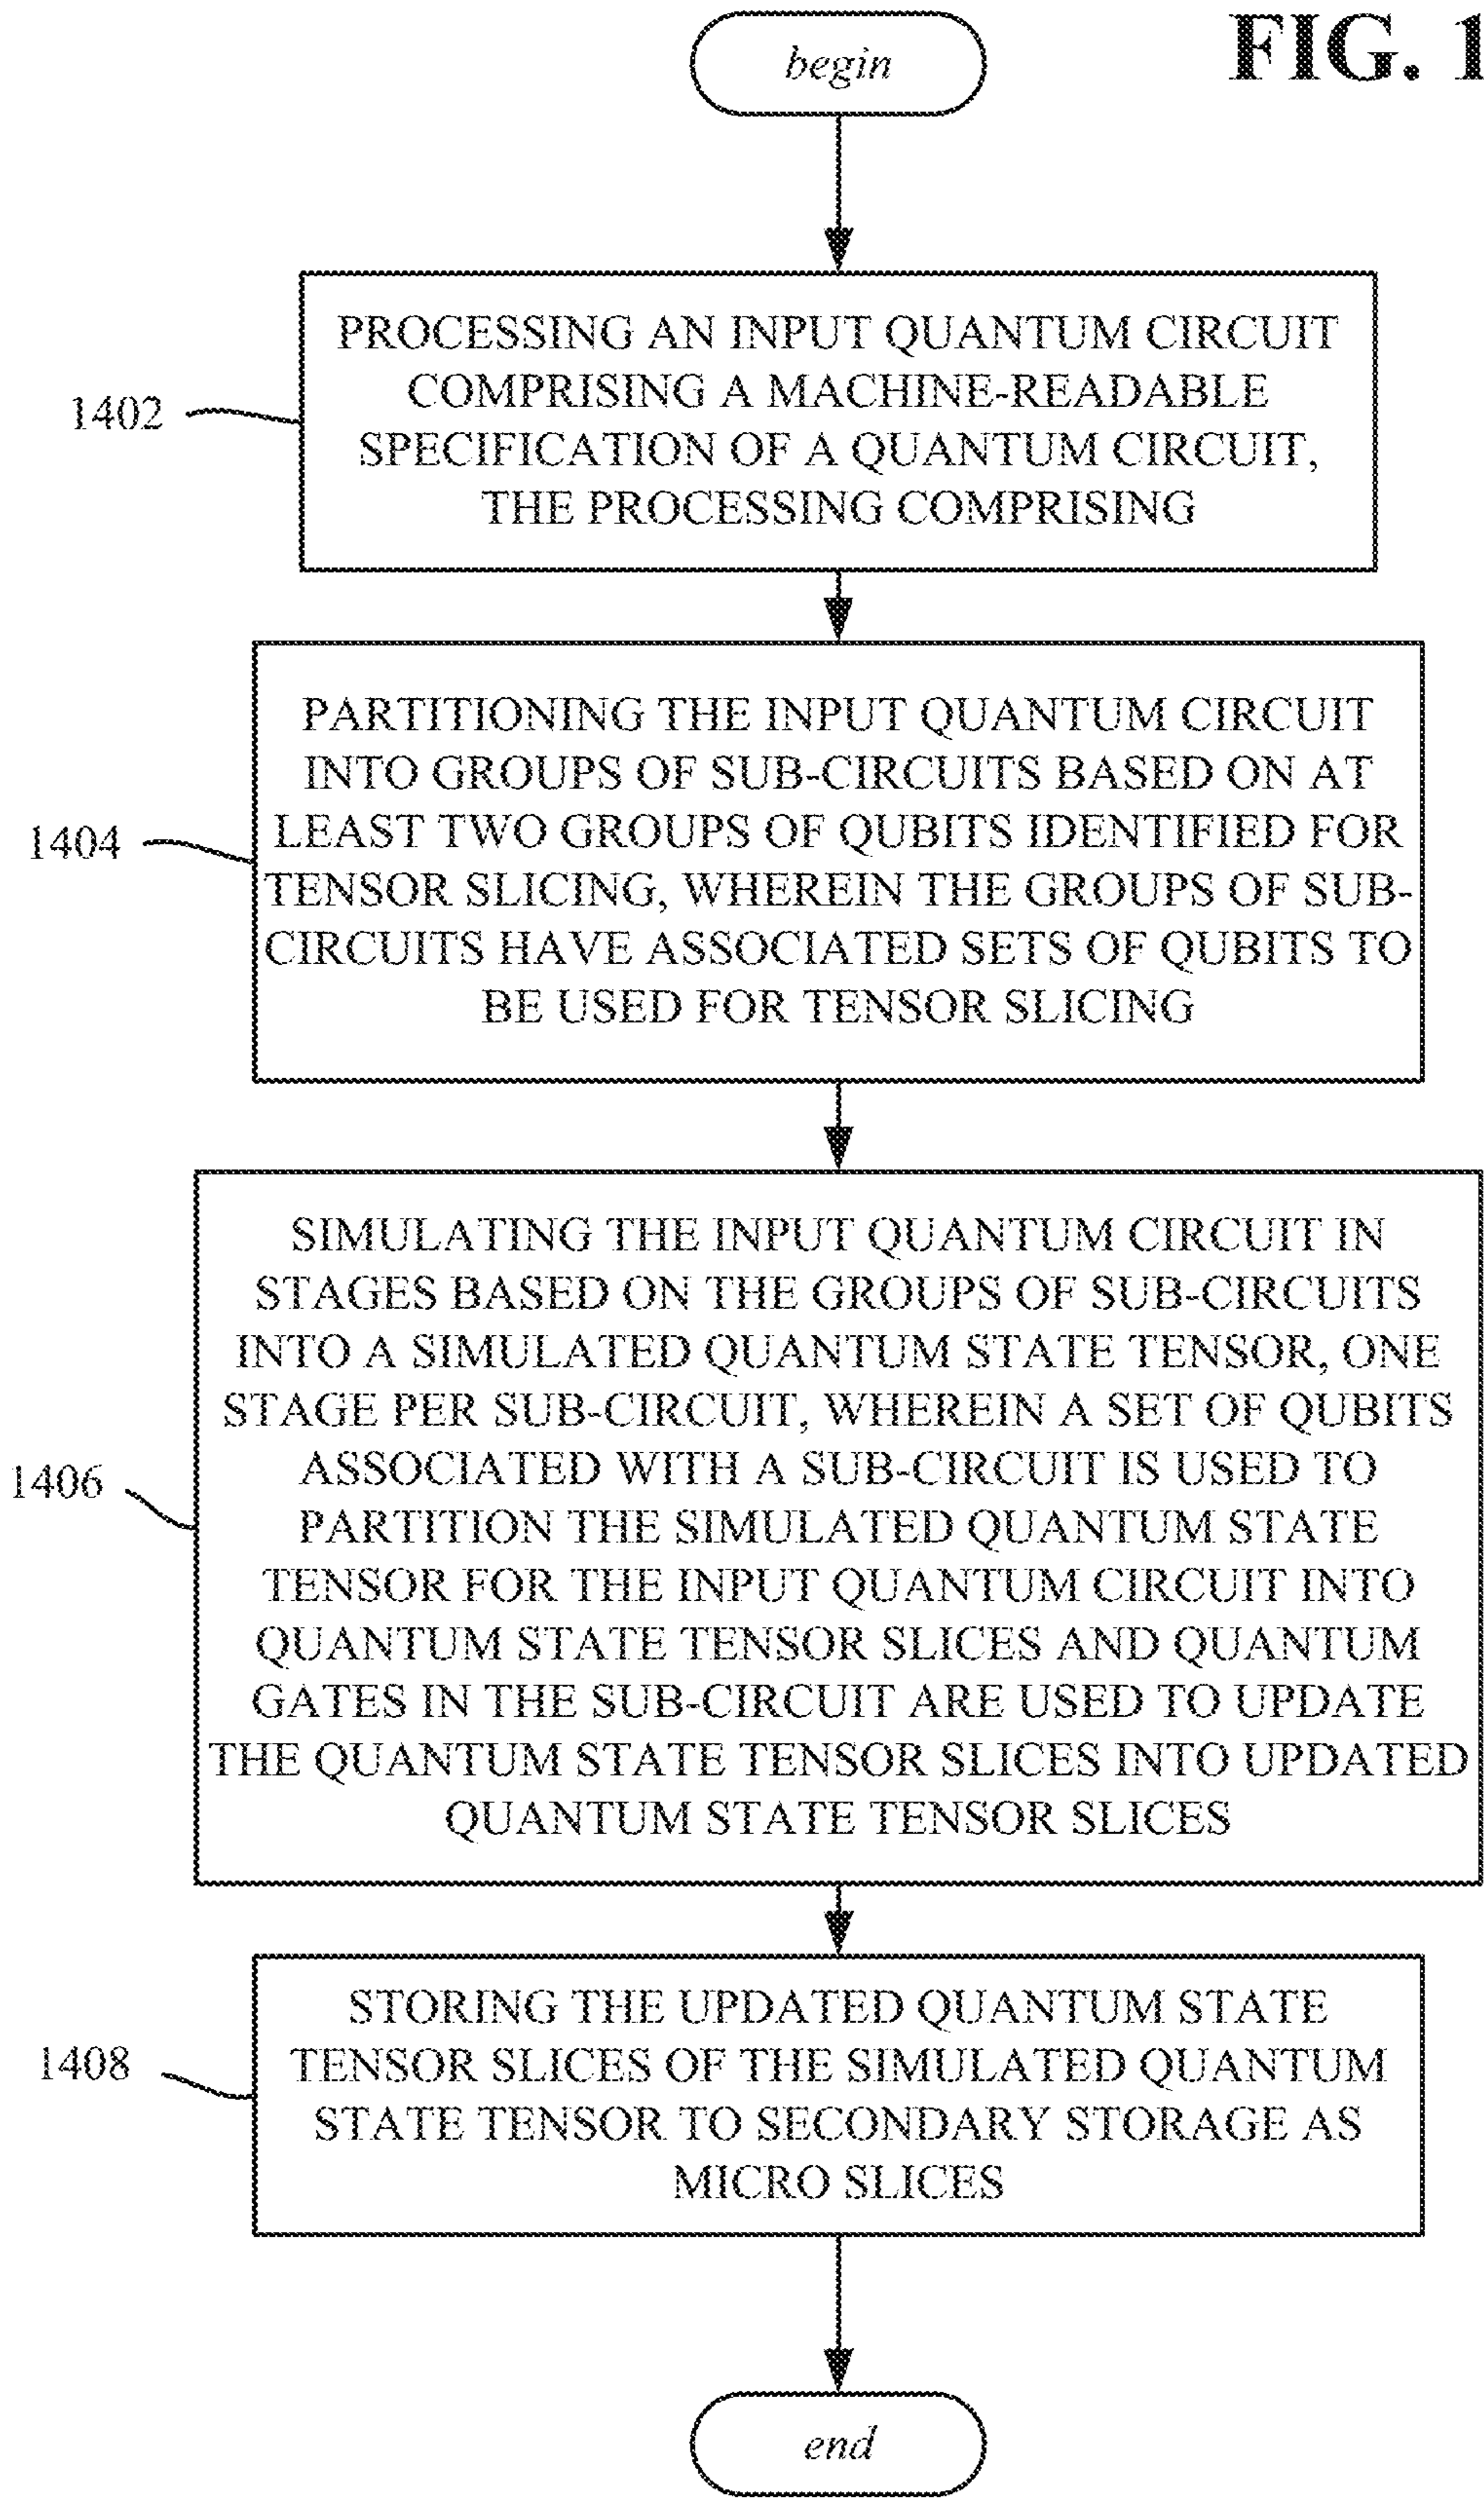 FIG. 1
begin
1402
PROCESSING AN INPUT QUANTUM CIRCUIT
COMPRISING A MACHINE-READABLE
SPECIFICATION OF A QUANTUM CIRCUIT,
THE PROCESSING COMPRISING
1404
PARTITIONING THE INPUT QUANTUM CIRCUIT
INTO GROUPS OF SUB-CIRCUITS BASED ON AT
LEAST TWO GROUPS OF QUBITS IDENTIFIED FOR
TENSOR SLICING, WHEREIN THE GROUPS OF SUB-
CIRCUITS HAVE ASSOCIATED SETS OF QUBITS TO
BE USED FOR TENSOR SLICING
1406
SIMULATING THE INPUT QUANTUM CIRCUIT IN
STAGES BASED ON THE GROUPS OF SUB-CIRCUITS
INTO A SIMULATED QUANTUM STATE TENSOR, ONE
STAGE PER SUB-CIRCUIT, WHEREIN A SET OF QUBITS
ASSOCIATED WITH A SUB-CIRCUIT IS USED TO
PARTITION THE SIMULATED QUANTUM STATE
TENSOR FOR THE INPUT QUANTUM CIRCUIT INTO
QUANTUM STATE TENSOR SLICES AND QUANTUM
GATES IN THE SUB-CIRCUIT ARE USED TO UPDATE
THE QUANTUM STATE TENSOR SLICES INTO UPDATED
QUANTUM STATE TENSOR SLICES
1408
STORING THE UPDATED QUANTUM STATE
TENSOR SLICES OF THE SIMULATED QUANTUM
STATE TENSOR TO SECONDARY STORAGE AS
MICRO SLICES
end